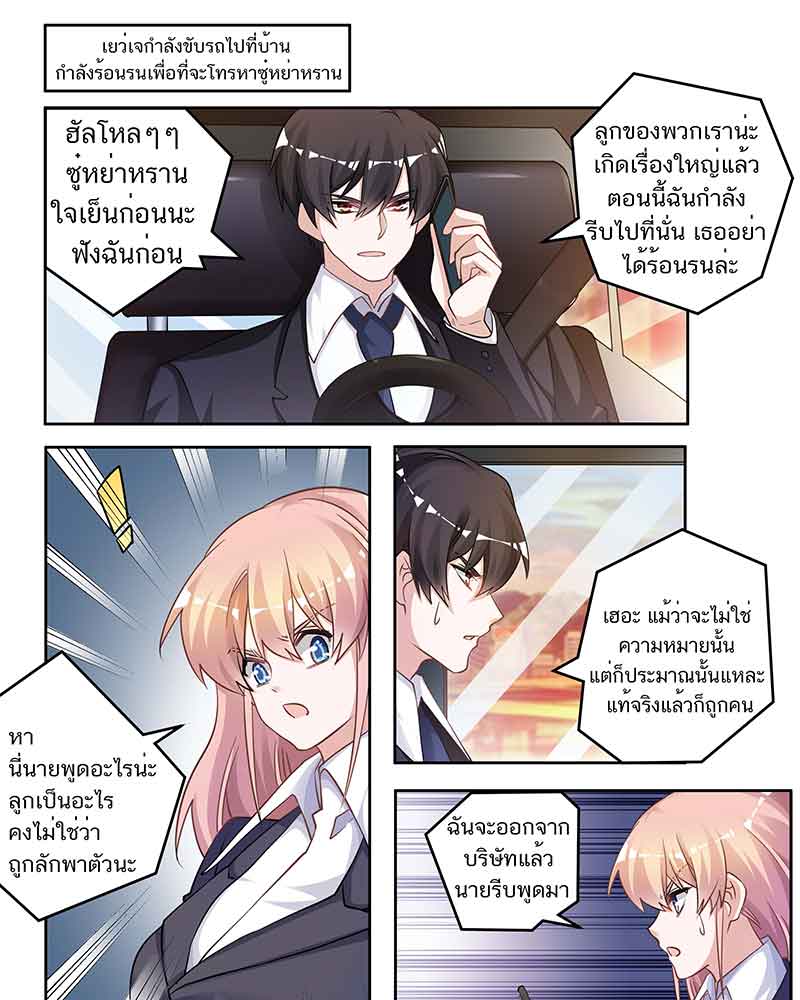 เยว่เจกำลังขับรถไปที่บ้าน
กำลังร้อนรนเพื่อที่จะโทรหาซู่หย่าหราน
ฮัลโหลๆๆ
ซู๋หย่าหราน
ใจเย็นก่อนนะ
ฟังฉันก่อน
ลูกของพวกเราน่ะ
เกิดเรื่องใหญ่แล้ว
ตอนนี้ฉันกำลัง
รีบไปที่นั่น เธออย่า
ได้ร้อนรนล่ะ
หา
นี่นายพูดอะไรน่ะ
ลูกเป็นอะไร
คงไม่ใช่ว่า
ถูกลักพาตัวนะ
เฮอะ แม้ว่าจะไม่ใช่
ความหมายนั้น
แต่ก็ประมาณนั้นแหละ
แท้จริงแล้วก็ถูกคน
ฉันจะออกจาก
บริษัทแล้ว
นายรีบพูดมา